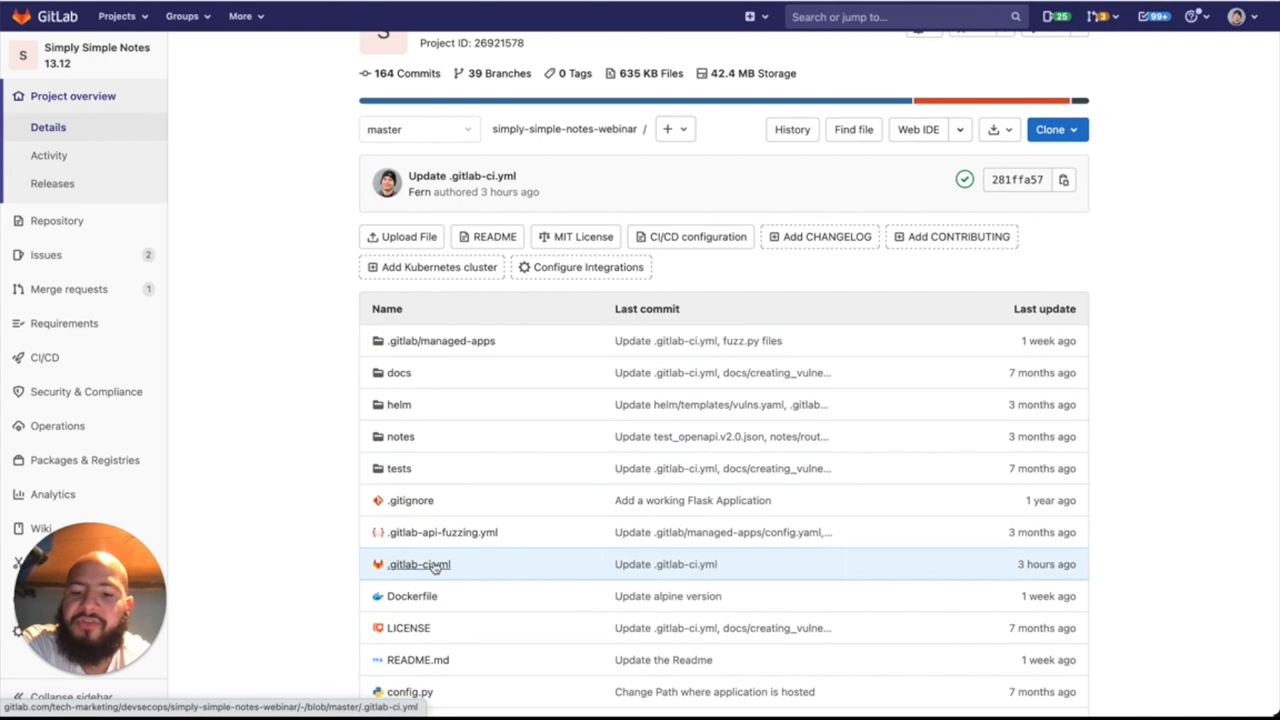 GitLab
Projects
Groups
More
Search or jump to...
25
3
99+
S
Simply Simple Notes
13.12
Project overview
Details
Activity
Releases
Repository
Issues
2
Merge requests
1
Requirements
CI/CD
Security & Compliance
Operations
Packages & Registries
Analytics
Wiki
Collapse sidebar
Project ID: 26921578
164 Commits
39 Branches
0 Tags
635 KB Files
42.4 MB Storage
master
simply-simple-notes-webinar /
+
History
Find file
Web IDE
Clone
Update .gitlab-ci.yml
Fern authored 3 hours ago
281ffa57
Upload File
README
MIT License
CI/CD configuration
Add CHANGELOG
Add CONTRIBUTING
Add Kubernetes cluster
Configure Integrations
Name Last commit Last update
.gitlab/managed-apps Update .gitlab-ci.yml, fuzz.py files 1 week ago
docs Update .gitlab-ci.yml, docs/creating_vulne... 7 months ago
helm Update helm/templates/vulns.yaml, .gitlab... 3 months ago
notes Update test_openapi.v2.0.json, notes/rout... 3 months ago
tests Update .gitlab-ci.yml, docs/creating_vulne... 7 months ago
.gitignore Add a working Flask Application 1 year ago
.gitlab-api-fuzzing.yml Update .gitlab/managed-apps/config.yaml,... 3 months ago
.gitlab-ci.yml Update .gitlab-ci.yml 3 hours ago
Dockerfile Update alpine version 1 week ago
LICENSE Update .gitlab-ci.yml, docs/creating_vulne... 7 months ago
README.md Update the Readme 1 week ago
config.py Change Path where application is hosted 7 months ago
gitlab.com/tech-marketing/devsecops/simply-simple-notes-webinar/-/blob/master/.gitlab-ci.yml